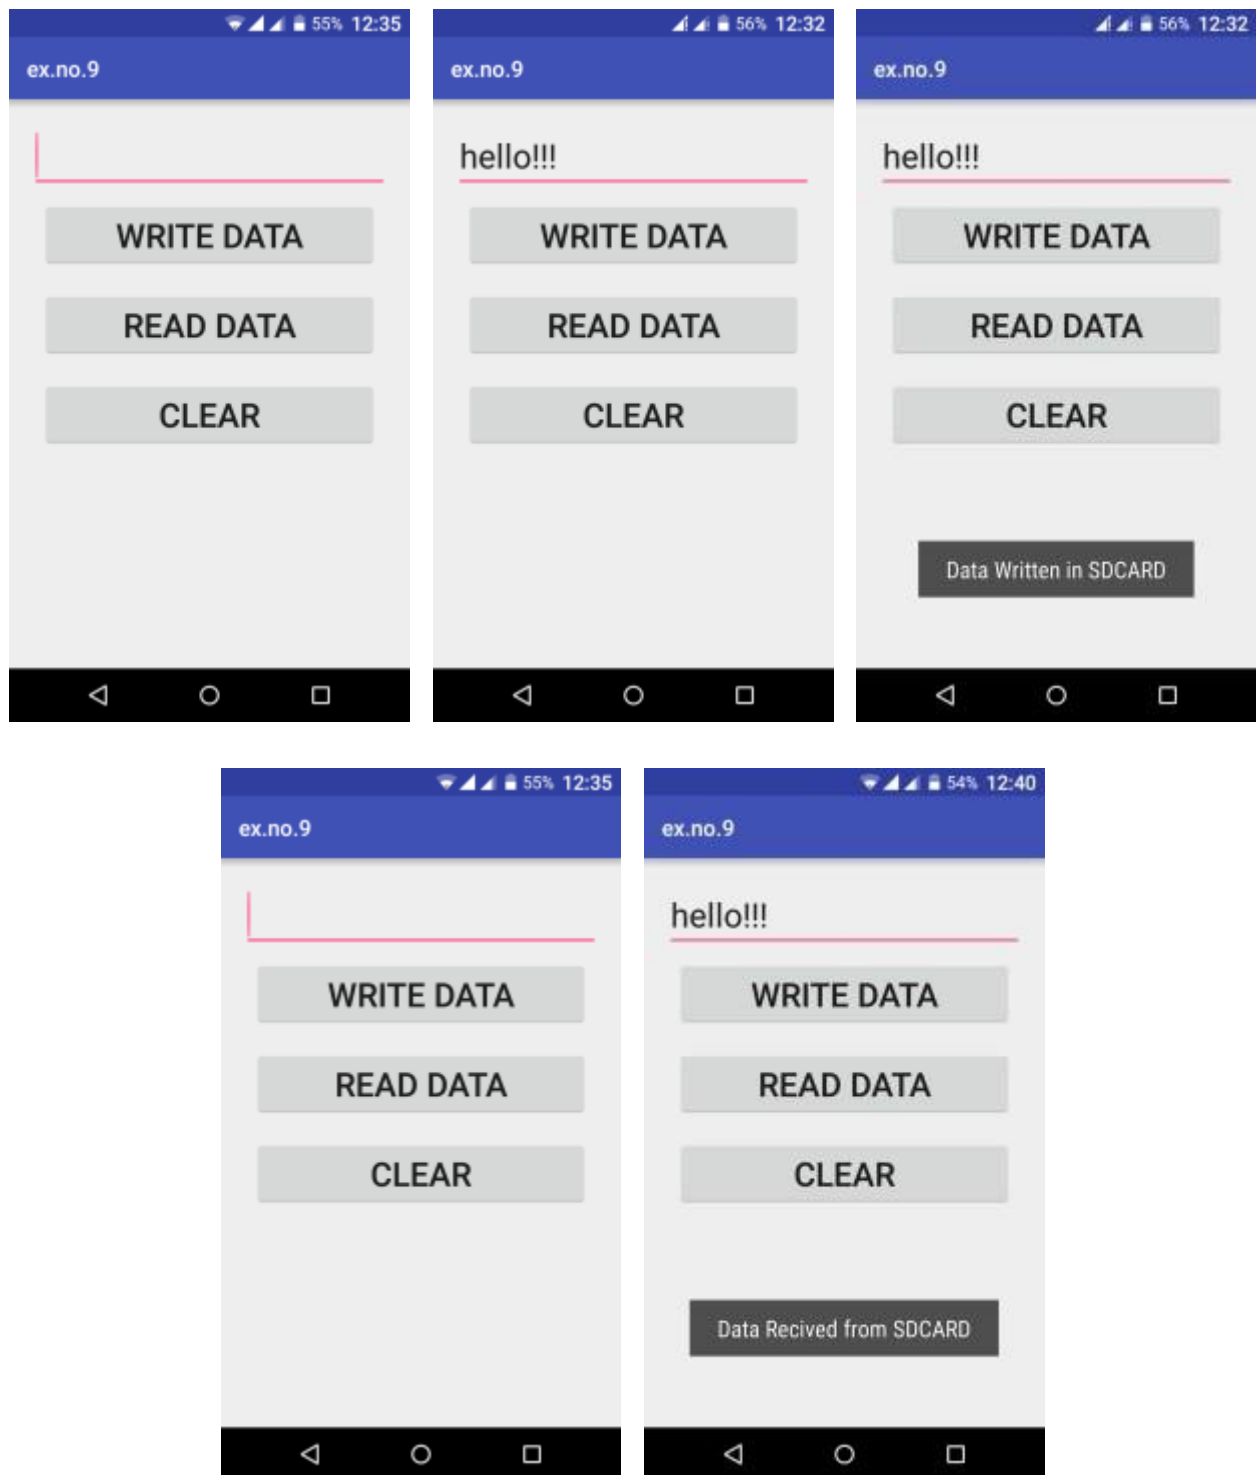 55% 12:35
ex.no.9
WRITE DATA
READ DATA
CLEAR
56% 12:32
ex.no.9
hello!!!
WRITE DATA
READ DATA
CLEAR
56% 12:32
ex.no.9
hello!!!
WRITE DATA
READ DATA
CLEAR
Data Written in SDCARD
55% 12:35
ex.no.9
WRITE DATA
READ DATA
CLEAR
54% 12:40
ex.no.9
hello!!!
WRITE DATA
READ DATA
CLEAR
Data Recived from SDCARD